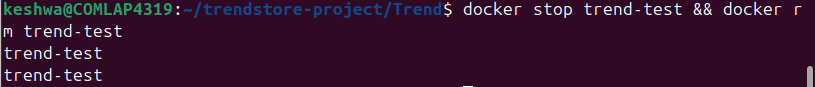 keshwa@COMLAP4319:~/trendstore-project/Trend$ docker stop trend-test && docker r
m trend-test
trend-test
trend-test